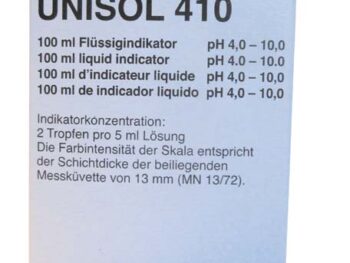 UNISOL 410
100 ml Flüssigindikator pH 4,0 – 10,0
100 ml liquid indicator pH 4.0 - 10.0
100 ml d'indicateur liquide pH 4,0 – 10,0
100 ml de indicador liquido pH 4,0 – 10,0
Indikatorkonzentration:
2 Tropfen pro 5 ml Lösung
Die Farbintensität der Skala entspricht
der Schichtdicke der beiliegenden
Messküvette von 13 mm (MN 13/72).